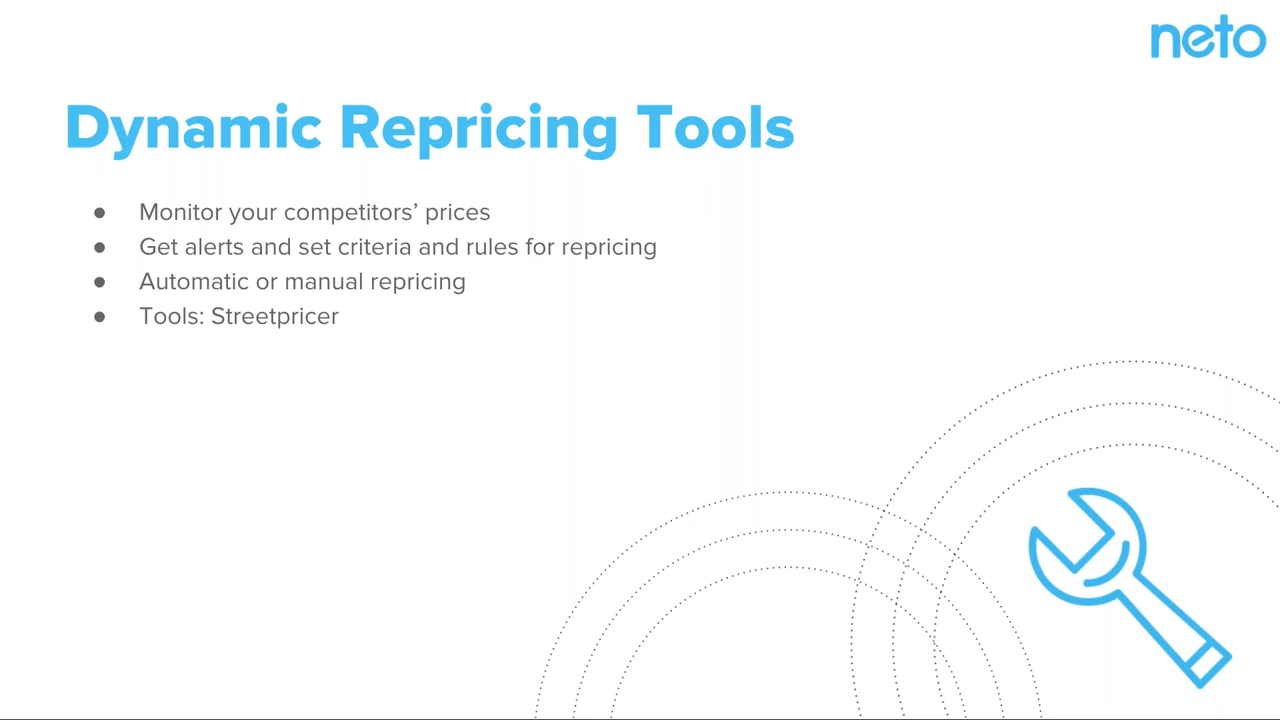 neto
Dynamic Repricing Tools
● Monitor your competitors’ prices
● Get alerts and set criteria and rules for repricing
● Automatic or manual repricing
● Tools: Streetpricer